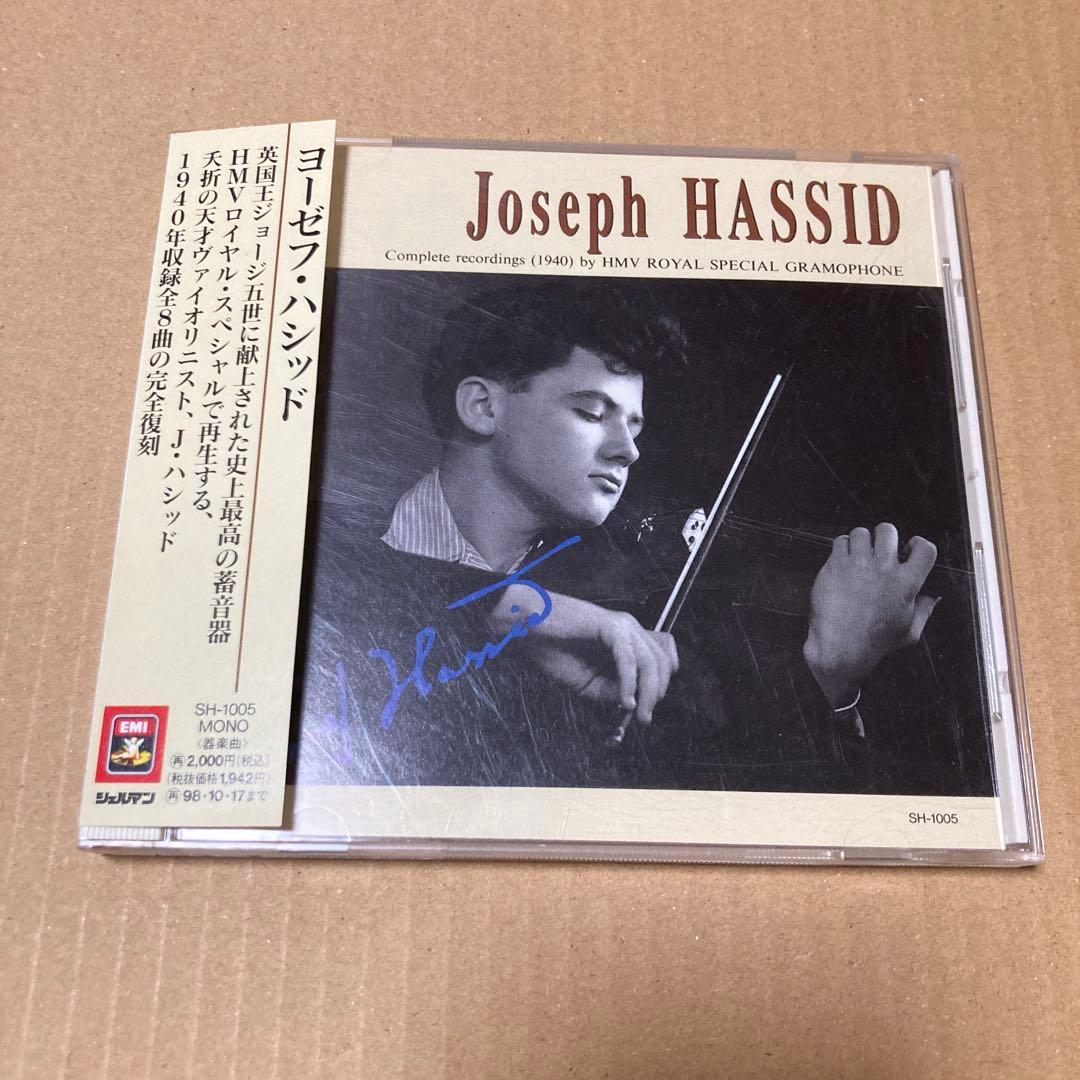 ヨーゼフ・ハシッド
英国王ジョージ五世に献上された史上最高の蓄音器
HMVロイヤル・スペシャルで再生する、
夭折の天才ヴァイオリニスト、J・ハシッド
1940年収録全8曲の完全復刻
SH-1005
MONO
〈器楽曲〉
再 2,000円(税込)
(税抜価格1,942円)
再 98・10・17まで
EMI
シェルマン
Joseph HASSID
Complete recordings (1940) by HMV ROYAL SPECIAL GRAMOPHONE
J Hassid
SH-1005